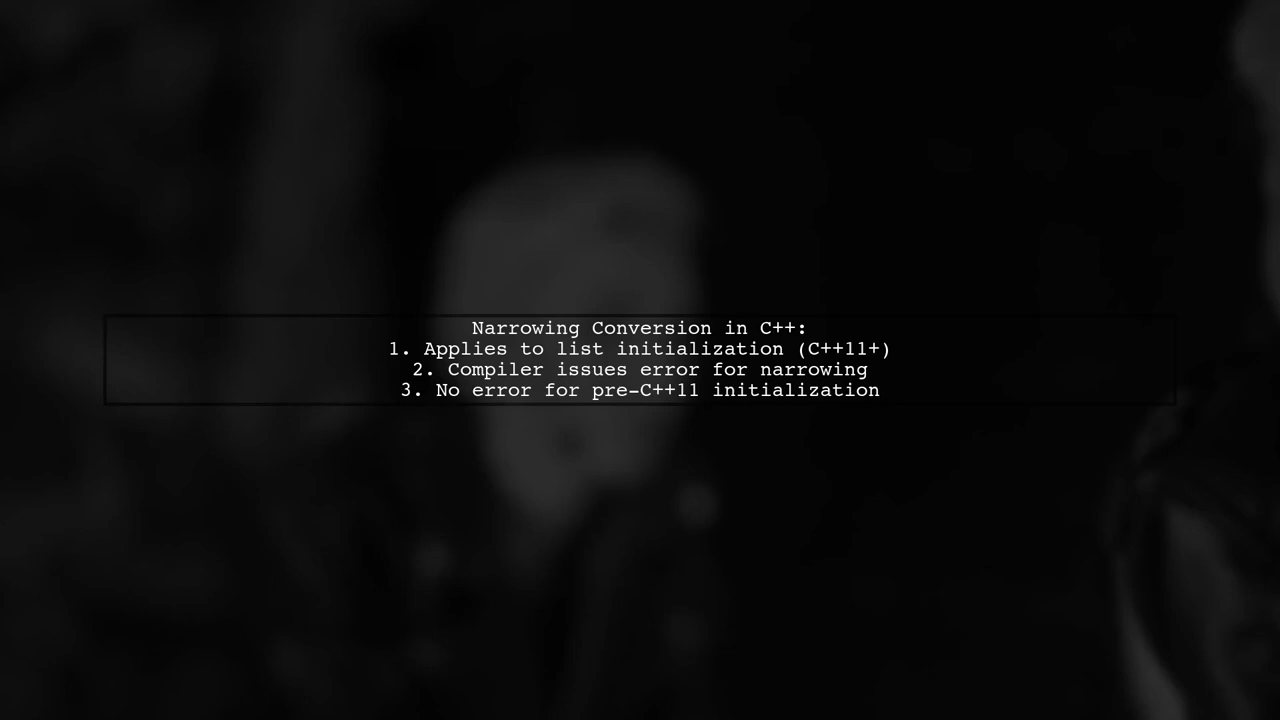 Narrowing Conversion in C++:
1. Applies to list initialization (C++11+)
2. Compiler issues error for narrowing
3. No error for pre-C++11 initialization